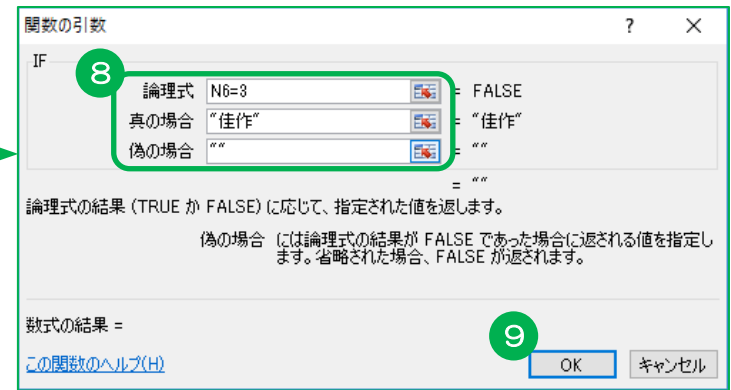 関数の引数 ? ×
IF
8
論理式 N6=3 = FALSE
真の場合 "佳作" = "佳作"
偽の場合 "" = ""
= ""
論理式の結果 (TRUE か FALSE) に応じて、指定された値を返します。
偽の場合 には論理式の結果が FALSE であった場合に返される値を指定し
ます。省略された場合、FALSE が返されます。
数式の結果 =
9
この関数のヘルプ(H) OK キャンセル